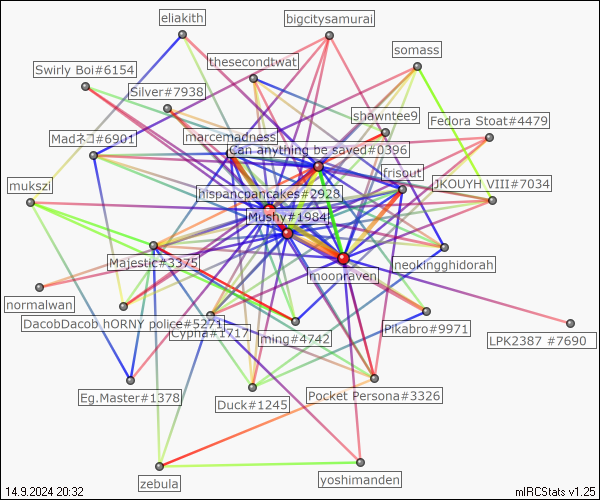 eliakith
bigcitysamurai
somass
thesecondtwat
Swirly Boi#6154
Silver#7938
shawntee9
Fedora Stoat#4479
Madネコ#6901
marcemadness
Can anything be saved#0396
frisout
mukszi
JKOUYH VIII#7034
hispancpancakes#2928
Mushy#1984
Majestic#3375
neokingghidorah
moonraven
normalwan
DacobDacob hORNY police#5271
Cypha#1717
ming#4742
Plkabro#9971
LPK2387 #7690
Eg.Master#1378
Duck#1245
Pocket Persona#3326
zebula
yoshimanden
14.9.2024 20:32
mIRCStats v1.25